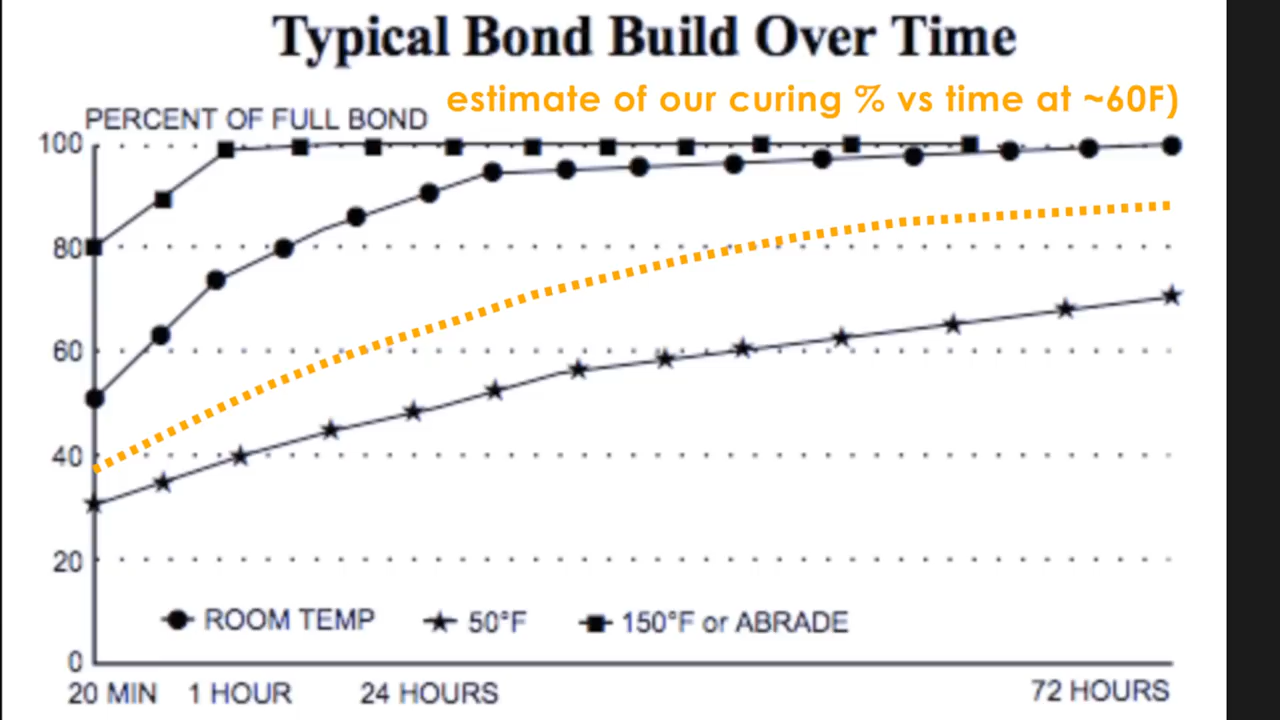 Typical Bond Build Over Time
estimate of our curing % vs time at ~60F)
PERCENT OF FULL BOND
100
80
60
40
20
ROOM TEMP 50°F 150°F or ABRADE
0
20 MIN 1 HOUR 24 HOURS 72 HOURS